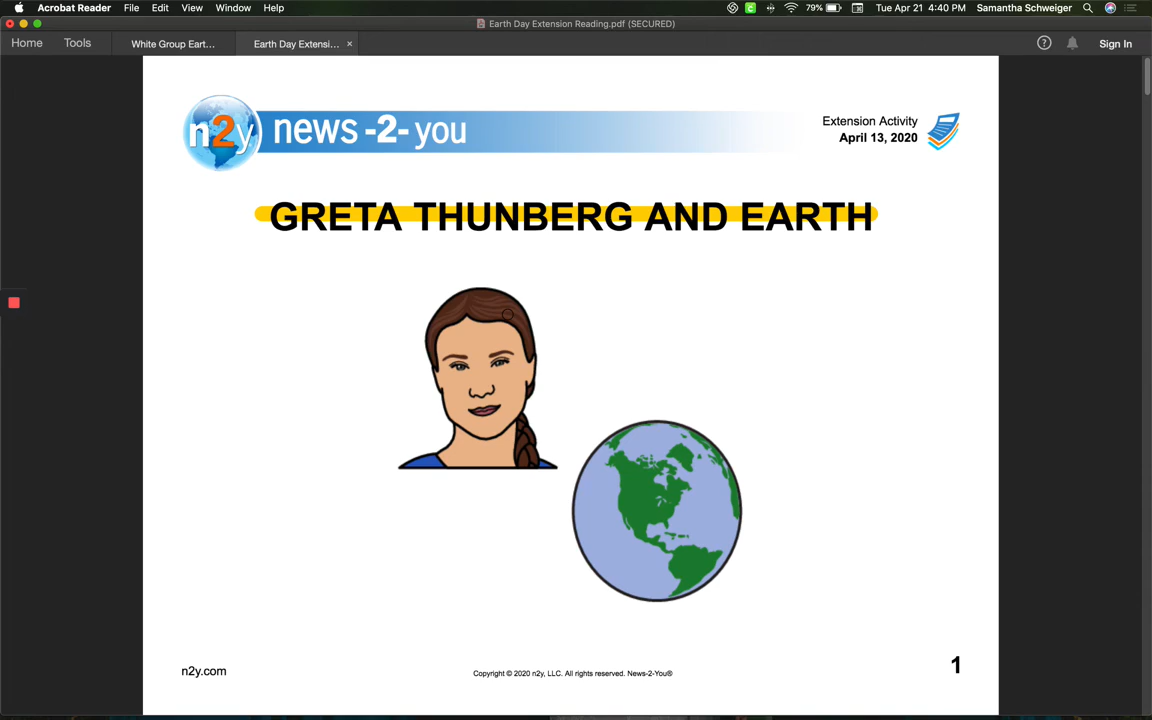 Acrobat Reader File Edit View Window Help 79% Tue Apr 21 4:40 PM Samantha Schweiger
Earth Day Extension Reading.pdf (SECURED)
Home Tools White Group Eart... Earth Day Extensi... × Sign In
n2y news -2- you
Extension Activity
April 13, 2020
GRETA THUNBERG AND EARTH
n2y.com
Copyright © 2020 n2y, LLC. All rights reserved. News-2-You®
1